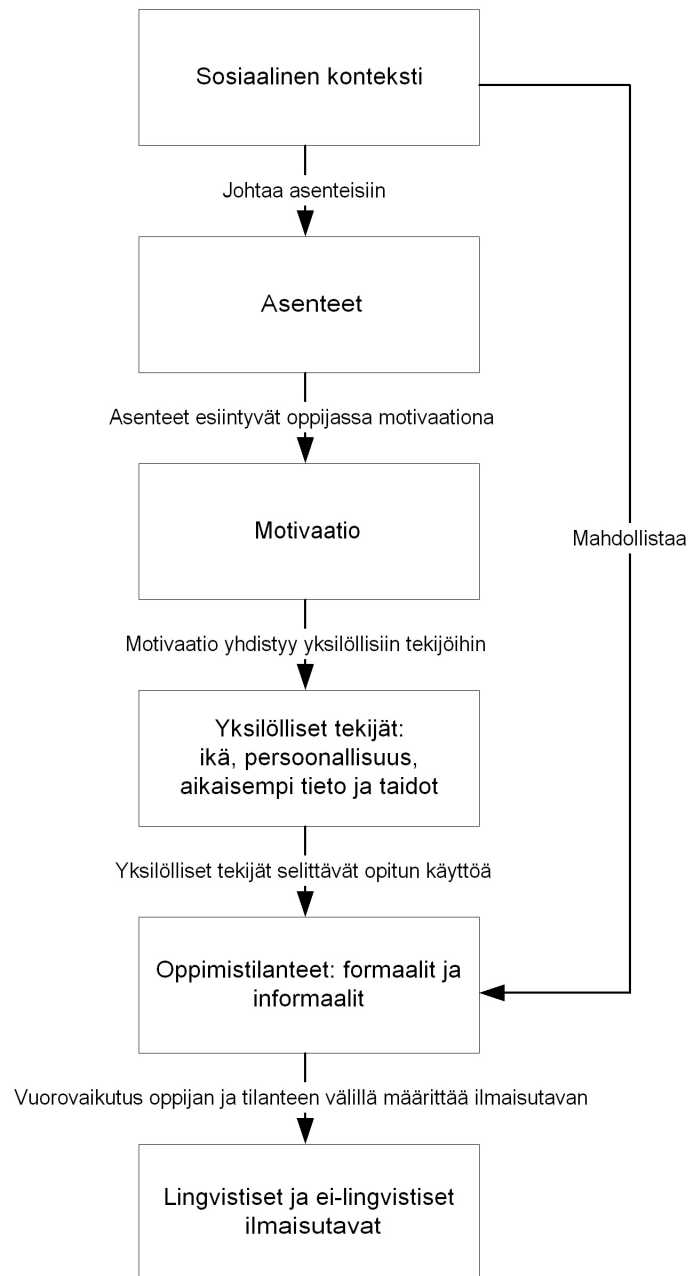 Sosiaalinen konteksti
Johtaa asenteisiin
Asenteet
Asenteet esiintyvät oppijassa motivaationa
Motivaatio
Mahdollistaa
Motivaatio yhdistyy yksilöllisiin tekijöihin
Yksilölliset tekijät:
ikä, persoonallisuus,
aikaisempi tieto ja taidot
Yksilölliset tekijät selittävät opitun käyttöä
Oppimistilanteet: formaalit ja
informaalit
Vuorovaikutus oppijan ja tilanteen välillä määrittää ilmaisutavan
Lingvistiset ja ei-lingvistiset
ilmaisutavat